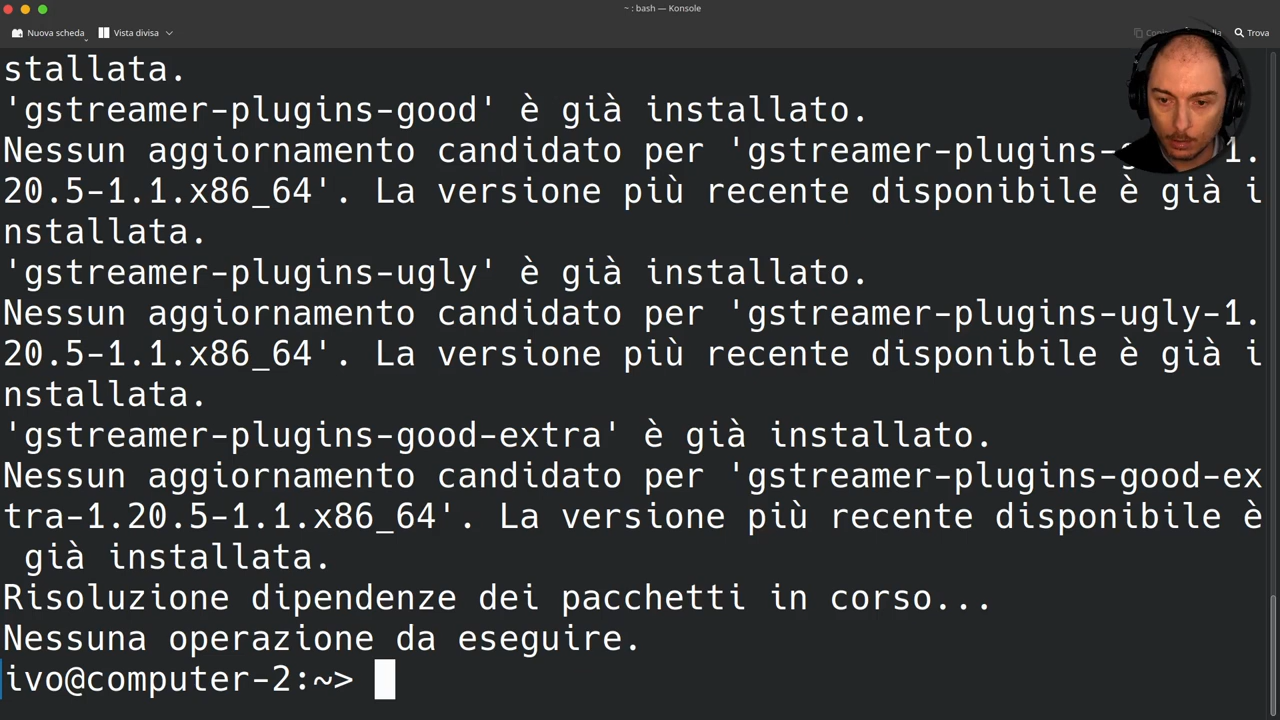 ~ : bash — Konsole
Nuova scheda
Vista divisa
Trova
stallata.
'gstreamer-plugins-good' è già installato.
Nessun aggiornamento candidato per 'gstreamer-plugins-g 1.
20.5-1.1.x86_64'. La versione più recente disponibile è già i
nstallata.
'gstreamer-plugins-ugly' è già installato.
Nessun aggiornamento candidato per 'gstreamer-plugins-ugly-1.
20.5-1.1.x86_64'. La versione più recente disponibile è già i
nstallata.
'gstreamer-plugins-good-extra' è già installato.
Nessun aggiornamento candidato per 'gstreamer-plugins-good-ex
tra-1.20.5-1.1.x86_64'. La versione più recente disponibile è
già installata.
Risoluzione dipendenze dei pacchetti in corso...
Nessuna operazione da eseguire.
ivo@computer-2:~>